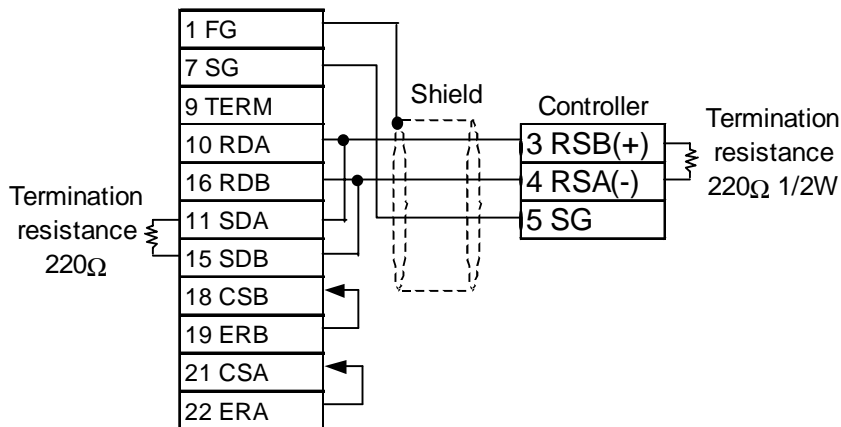 1 FG
7 SG
9 TERM
10 RDA
16 RDB
11 SDA
15 SDB
18 CSB
19 ERB
21 CSA
22 ERA
Termination
resistance
220Ω
Shield
Controller
3 RSB(+)
4 RSA(-)
5 SG
Termination
resistance
220Ω 1/2W